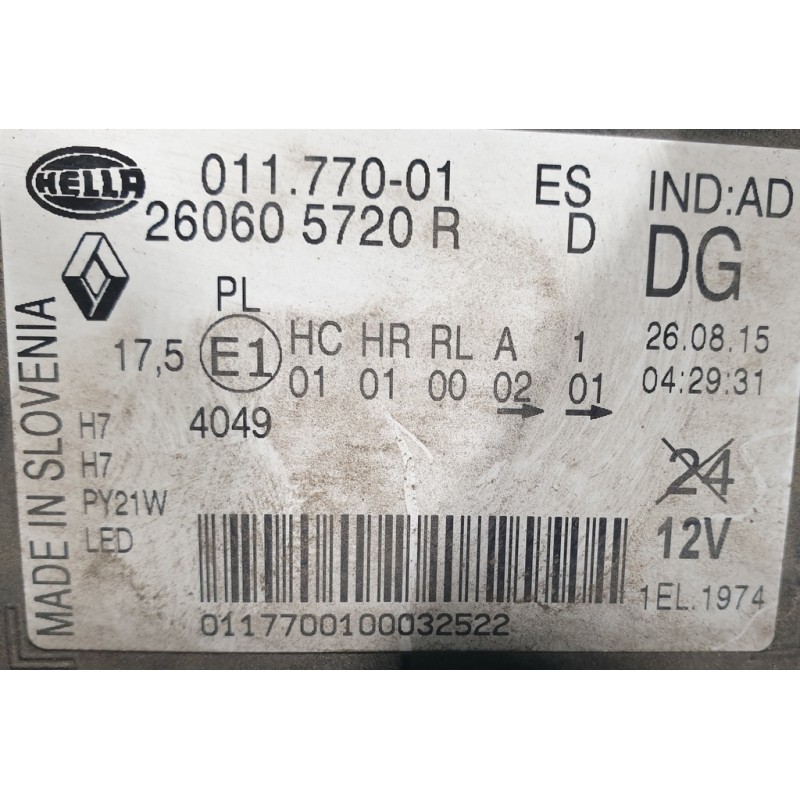 HELLA 011.770-01 ES IND:AD
26060 5720 R D DG
PL
17,5 E1 HC HR RL A 1 26.08.15
01 01 00 02 01 04:29:31
H7 4049
H7 24
PY21W 12V
LED
1EL.1974
0117700100032522
MADE IN SLOVENIA